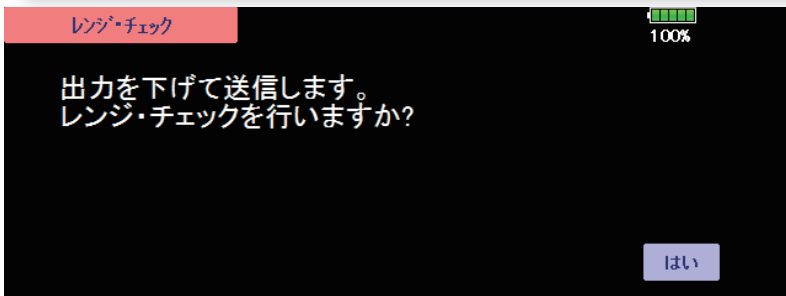 ﾚﾝｼﾞ･ﾁｪｯｸ
100%
出力を下げて送信します。
レンジ・チェックを行いますか?
はい